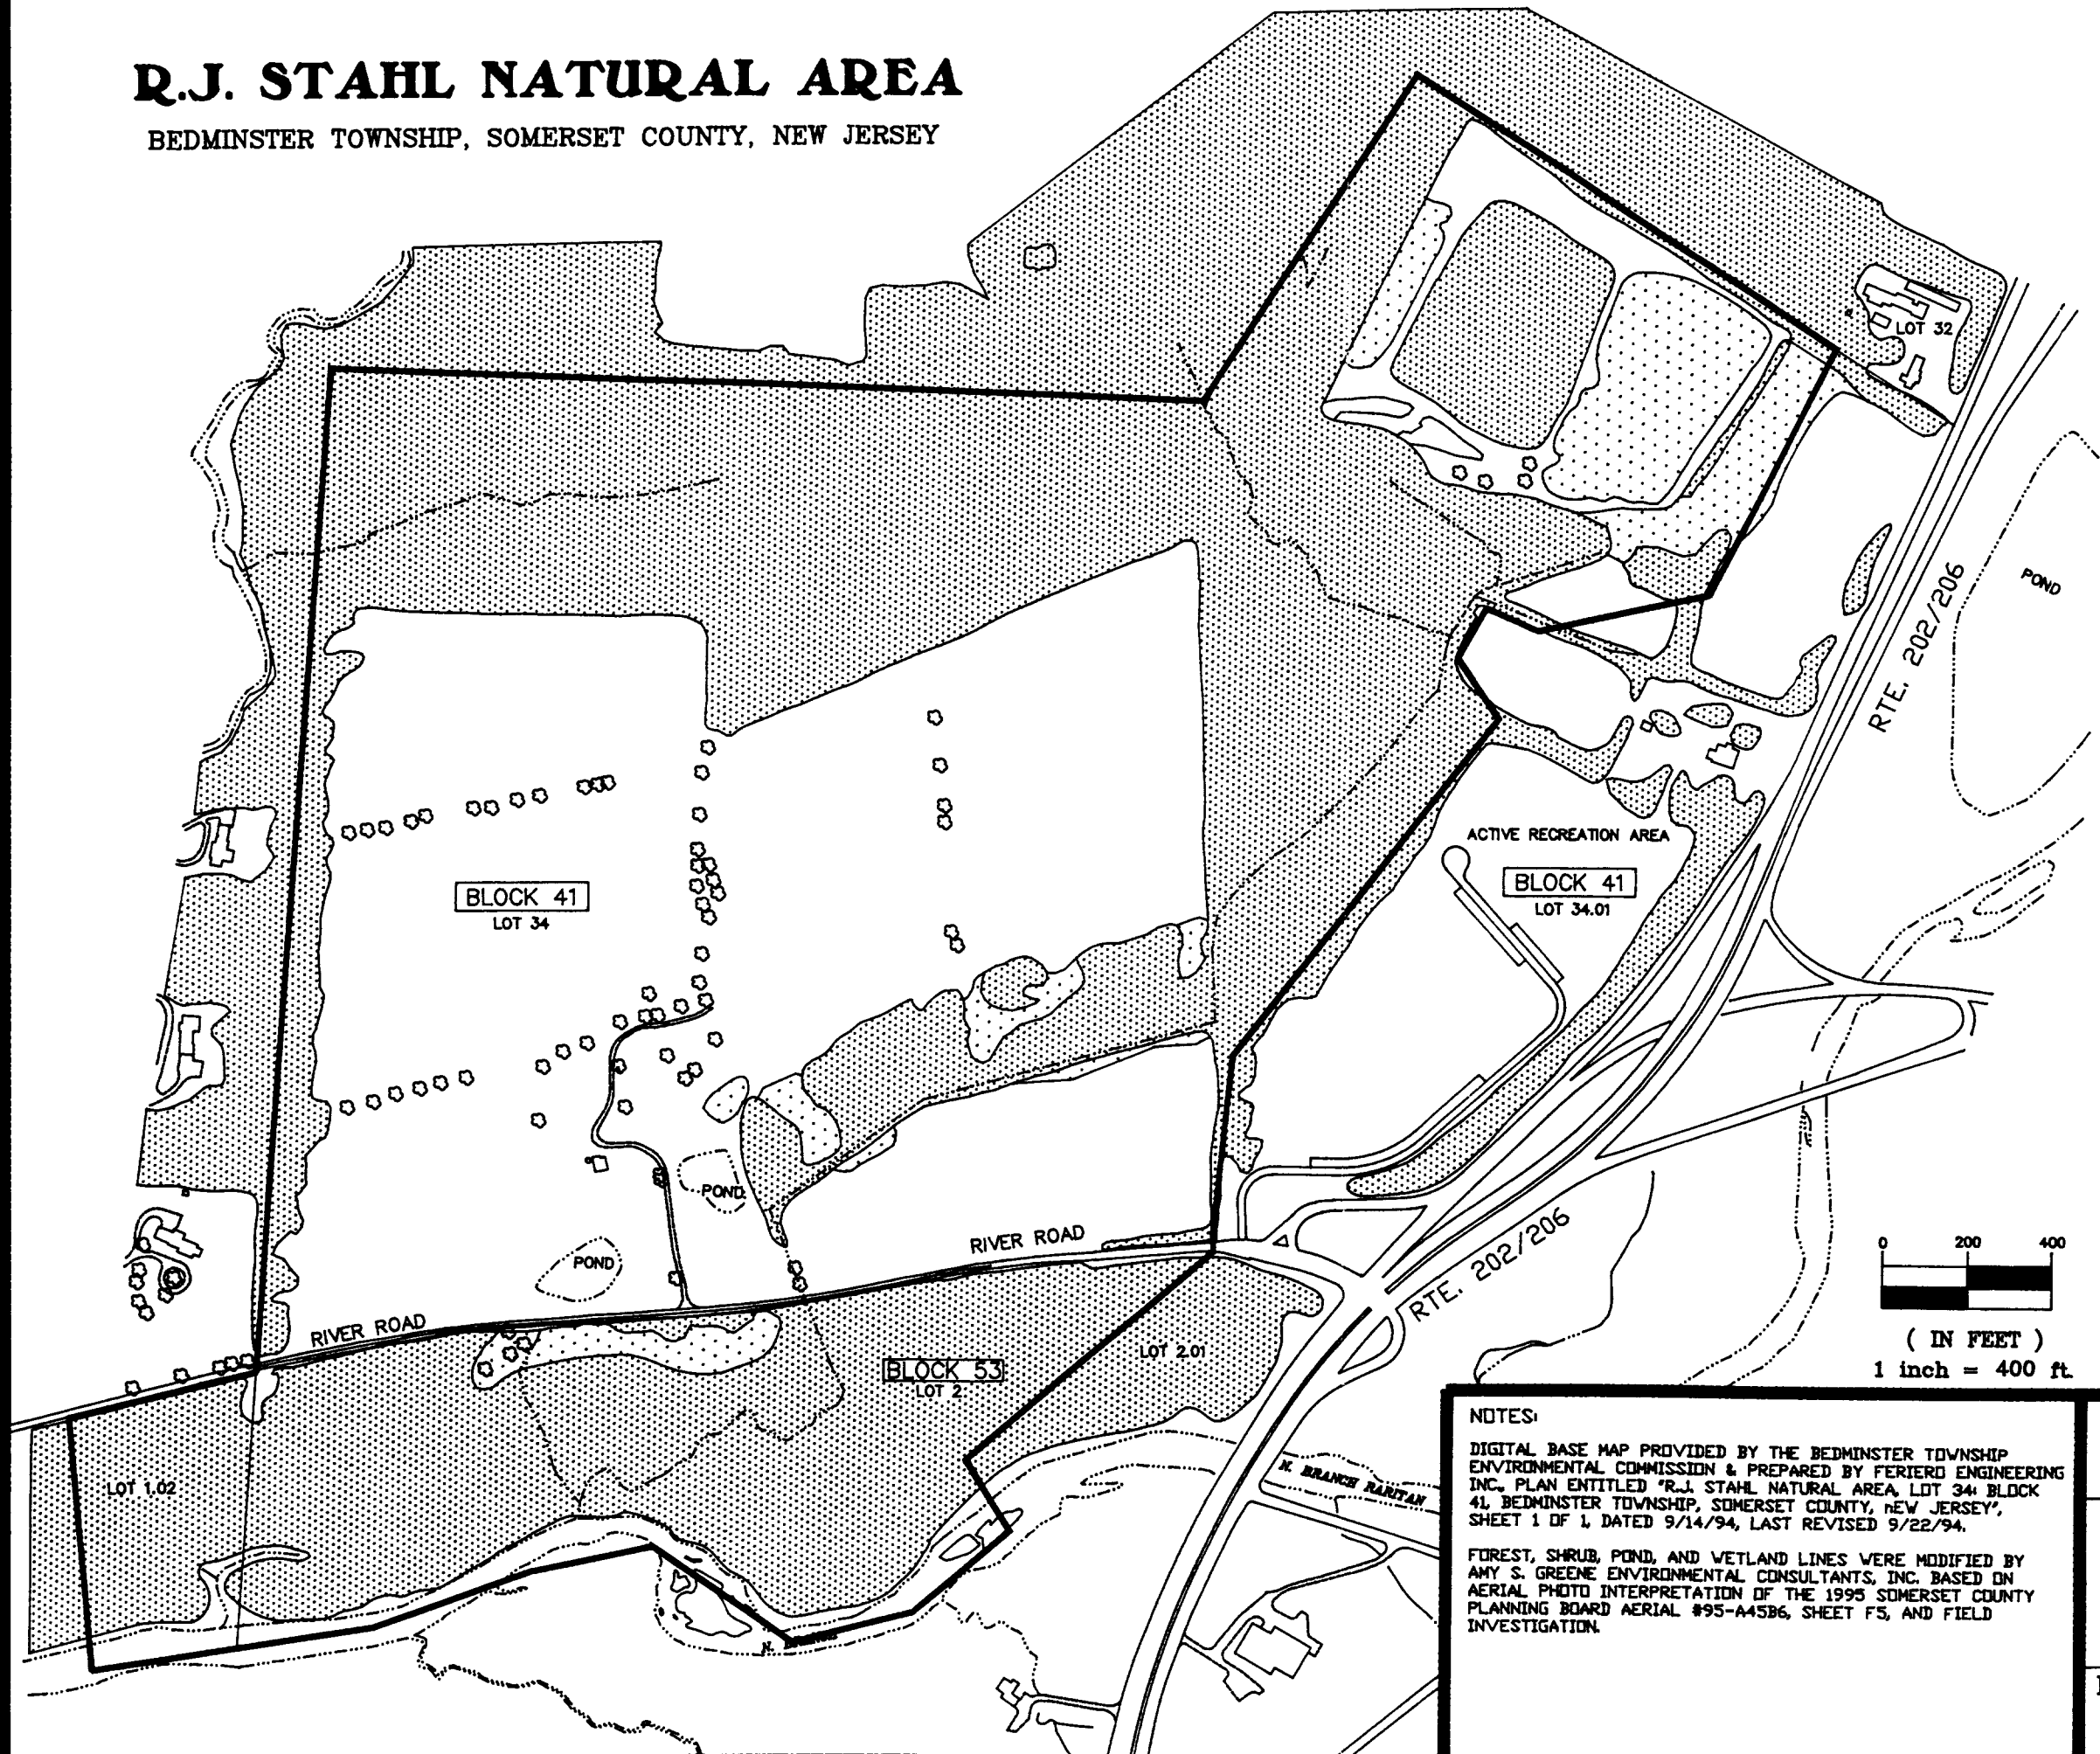 R.J. STAHL NATURAL AREA
BEDMINSTER TOWNSHIP, SOMERSET COUNTY, NEW JERSEY
LOT 32
POND
RTE. 202/206
ACTIVE RECREATION AREA
BLOCK 41
LOT 34.01
BLOCK 41
LOT 34
POND
POND
RIVER ROAD
RIVER ROAD
RTE. 202/206
BLOCK 53
LOT 2
LOT 2.01
LOT 1.02
N. BRANCH RARITAN
N.
0 200 400
( IN FEET )
1 inch = 400 ft.
NOTES:
DIGITAL BASE MAP PROVIDED BY THE BEDMINSTER TOWNSHIP
ENVIRONMENTAL COMMISSION & PREPARED BY FERIERO ENGINEERING
INC., PLAN ENTITLED "R.J. STAHL NATURAL AREA, LOT 34: BLOCK
41, BEDMINSTER TOWNSHIP, SOMERSET COUNTY, nEW JERSEY",
SHEET 1 OF 1, DATED 9/14/94, LAST REVISED 9/22/94.
FOREST, SHRUB, POND, AND WETLAND LINES WERE MODIFIED BY
AMY S. GREENE ENVIRONMENTAL CONSULTANTS, INC. BASED ON
AERIAL PHOTO INTERPRETATION OF THE 1995 SOMERSET COUNTY
PLANNING BOARD AERIAL #95-A45B6, SHEET F5, AND FIELD
INVESTIGATION.